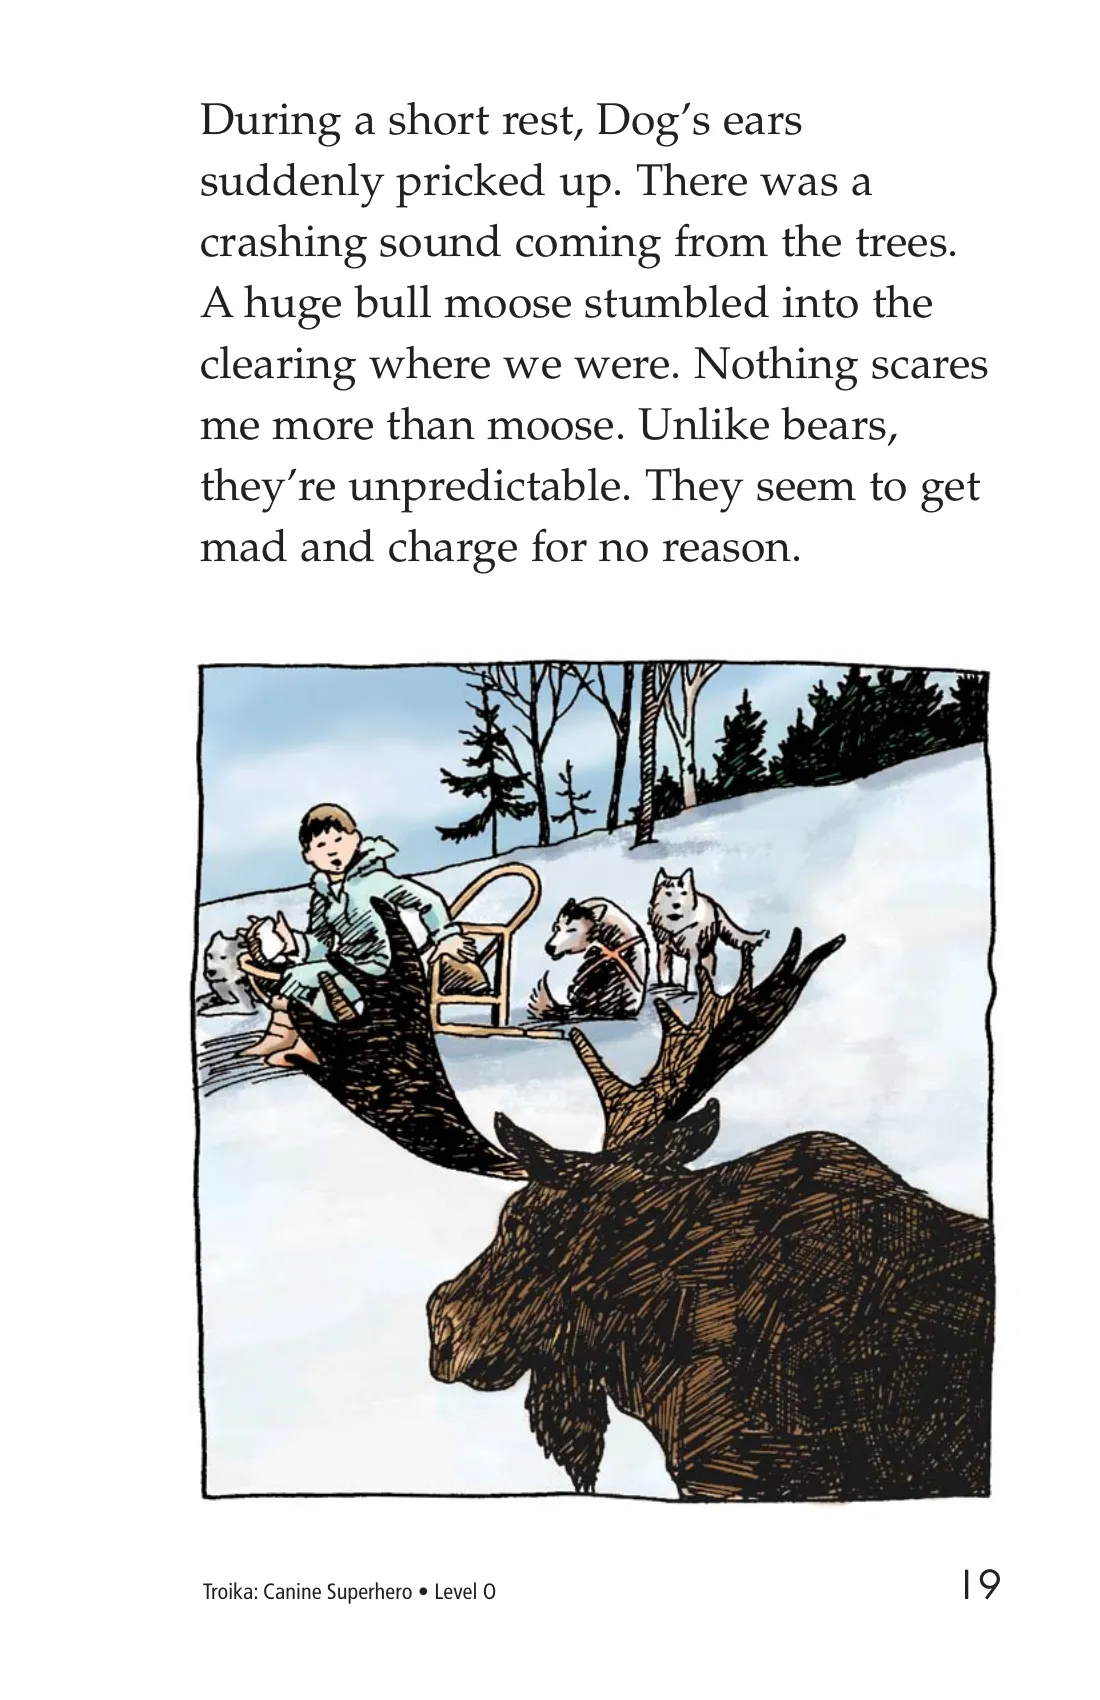 During a short rest, Dog’s ears
suddenly pricked up. There was a
crashing sound coming from the trees.
A huge bull moose stumbled into the
clearing where we were. Nothing scares
me more than moose. Unlike bears,
they’re unpredictable. They seem to get
mad and charge for no reason.
Troika: Canine Superhero • Level O
19